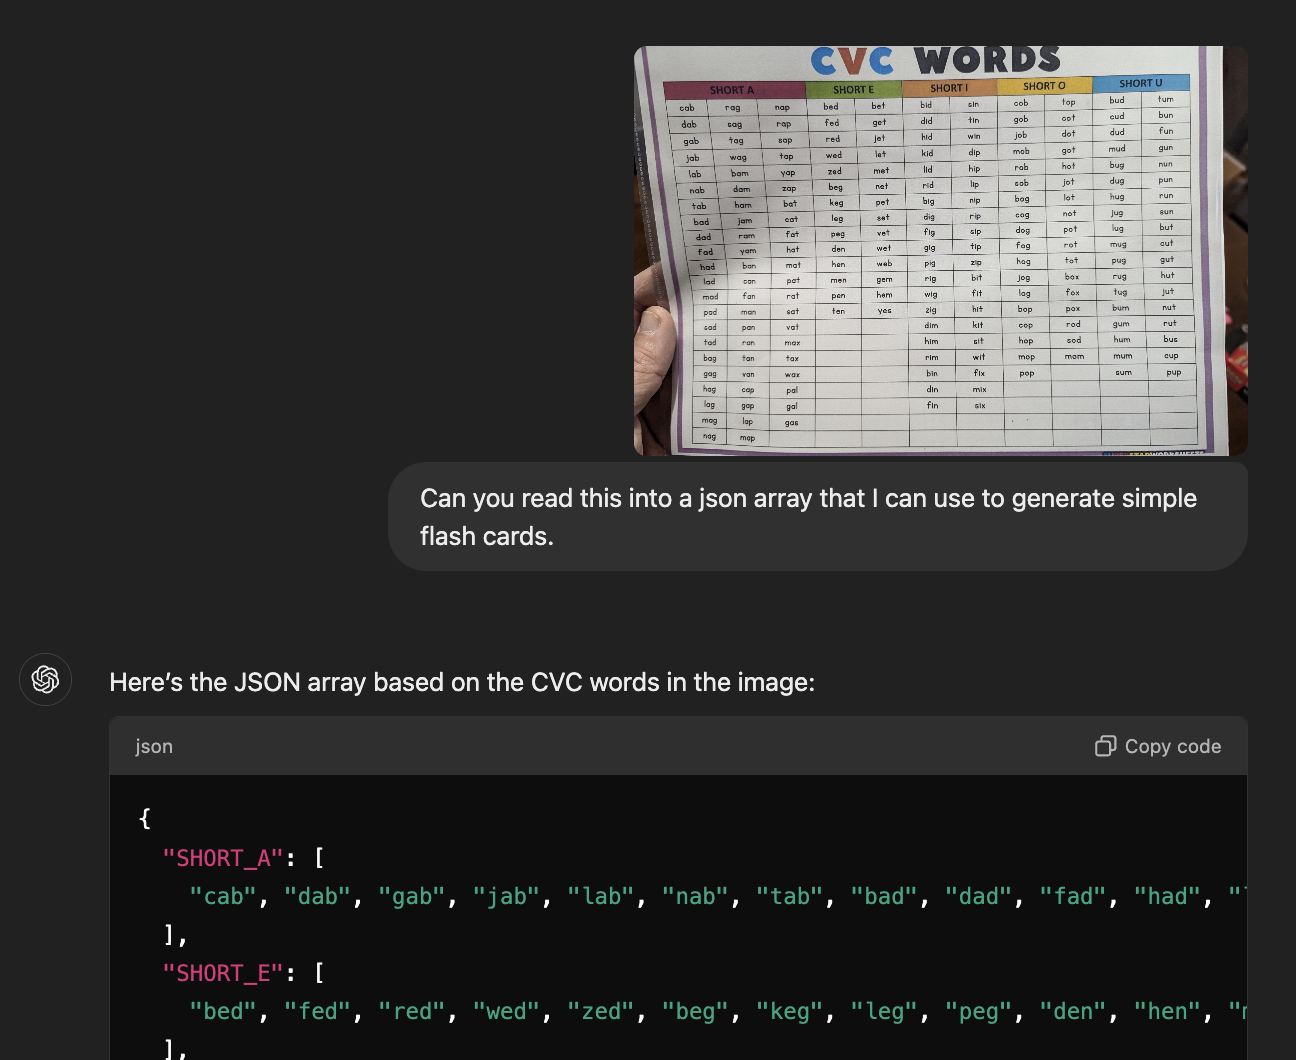 CVC WORDS
SHORT A SHORT E SHORT I SHORT O SHORT U
cab rag nap bed bet bid sin cob top bud tum
dab sag rap fed get did tin gob cot cud bun
gab tag sap red jet hid win job dot dud fun
jab wag tap wed let kid dip mob got mud gun
lab bam yap zed met lid hip rob hot bug nun
nab dam zap beg net rid lip sob jot dug pun
tab ham bat keg pet big nip bog lot hug run
bad jam cat leg set dig rip cog not jug sun
dad ram fat peg vet fig sip dog pot lug but
fad yam hat den wet gig tip fog rot mug cut
had ban mat hen web pig zip hog tot pug gut
lad can pat men gem rig bit jog box rug hut
mad fan rat pen hem wig fit log fox tug jut
pad man sat ten yes zig hit bop pox bum nut
sad pan vat dim kit cop rod gum rut
tad ran max him sit hop sod hum bus
bag tan tax rim wit mop mom mum cup
gag van wax bin fix pop sum pup
hag cap pal din mix
lag gap gal fin six
mag lap gas
nag map
Can you read this into a json array that I can use to generate simple
flash cards.
Here's the JSON array based on the CVC words in the image:
json Copy code
{
"SHORT_A": [
"cab", "dab", "gab", "jab", "lab", "nab", "tab", "bad", "dad", "fad", "had", "
],
"SHORT_E": [
"bed", "fed", "red", "wed", "zed", "beg", "keg", "leg", "peg", "den", "hen", "
],